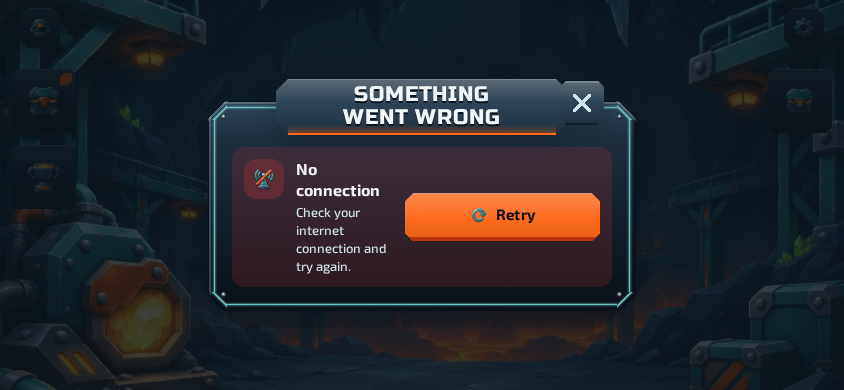 SOMETHING
WENT WRONG
No
connection
Check your
internet
connection and
try again.
Retry